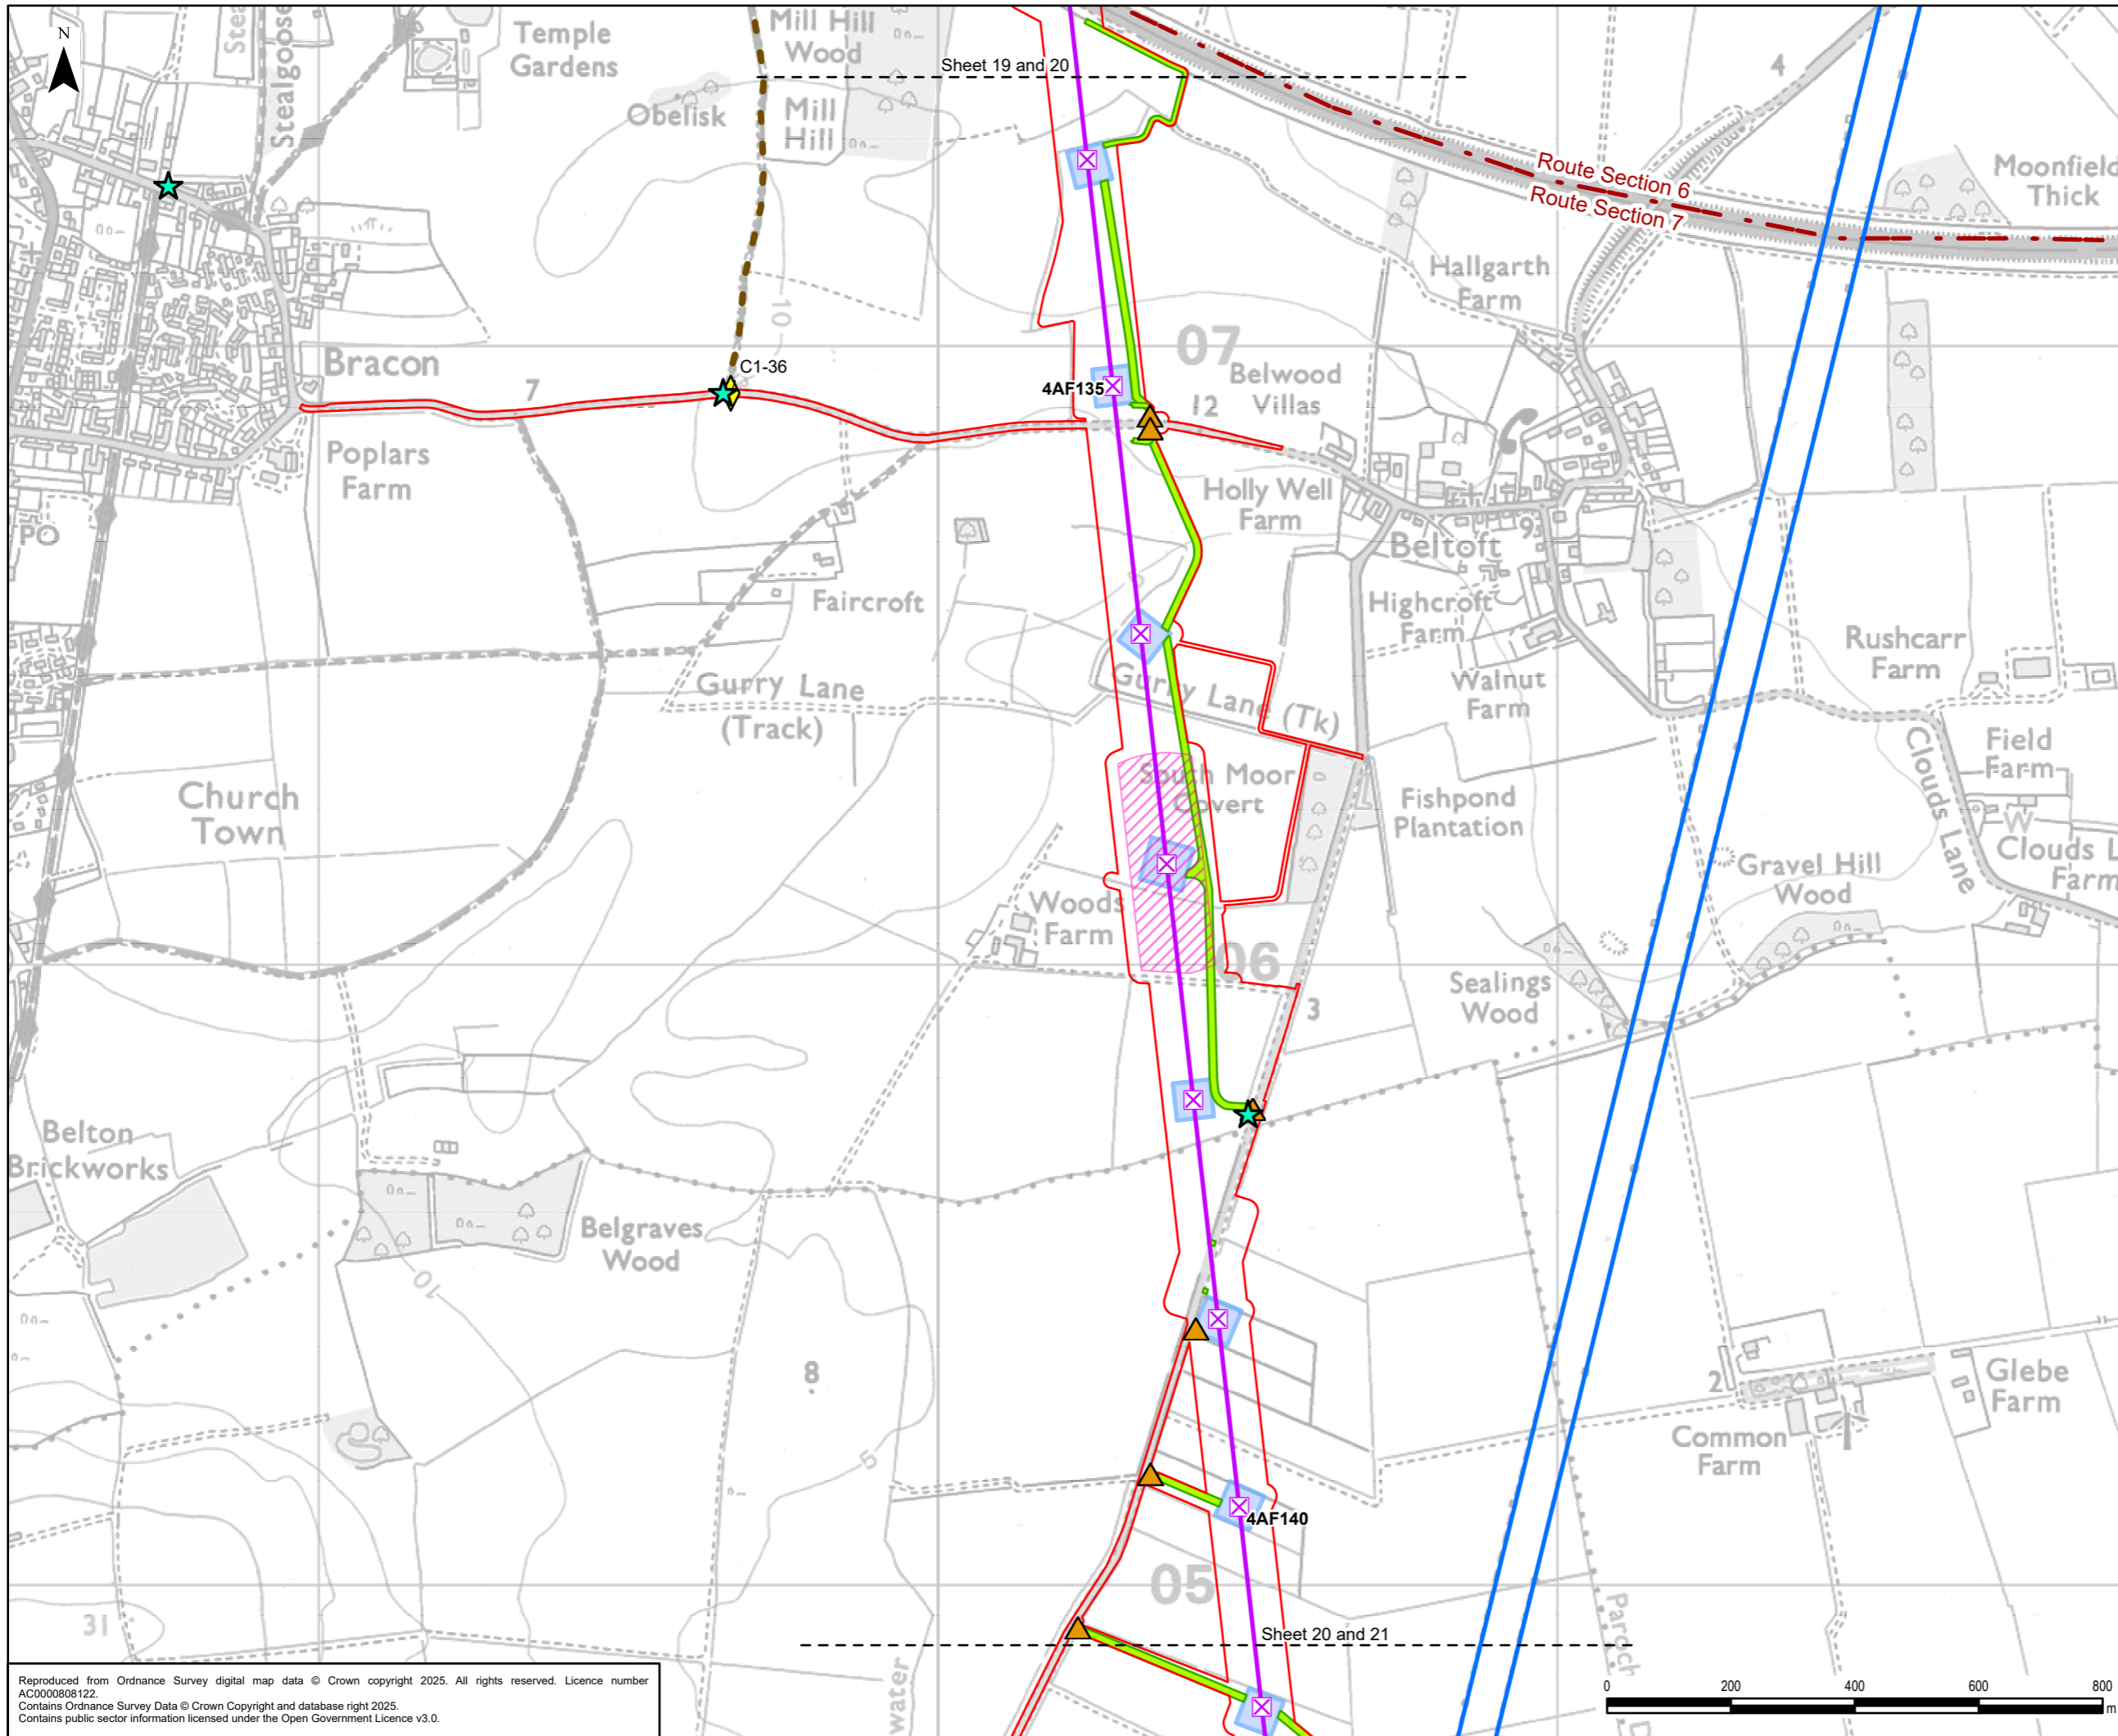 N
Steal
Stealgoose
Temple
Gardens
Mill Hill
Wood
Sheet 19 and 20
4
Obelisk
Mill
Hill
Moonfield
Thick
Route Section 6
Route Section 7
Hallgarth
Farm
10
07
Bracon
C1-36
7
4AF135
Belwood
Villas
12
Poplars
Farm
PO
Holly Well
Farm
9
Beltoft
5
Faircroft
Highcroft
Farm
Rushcarr
Farm
Gurry Lane
(Track)
Gurry Lane (Tk)
Walnut
Farm
Field
Farm
Clouds Lane
Church
Town
South Moor
Covert
Fishpond
Plantation
W
Clouds L
Farm
Gravel Hill
Wood
Woods
Farm
06
Sealings
Wood
3
Belton
Brickworks
Belgraves
Wood
10
8
2
Glebe
Farm
Common
Farm
5
4AF140
05
31
Sheet 20 and 21
Parch
water
D
0 200 400 600 800
m
Reproduced from Ordnance Survey digital map data © Crown copyright 2025. All rights reserved. Licence number
AC0000808122.
Contains Ordnance Survey Data © Crown Copyright and database right 2025.
Contains public sector information licensed under the Open Government Licence v3.0.